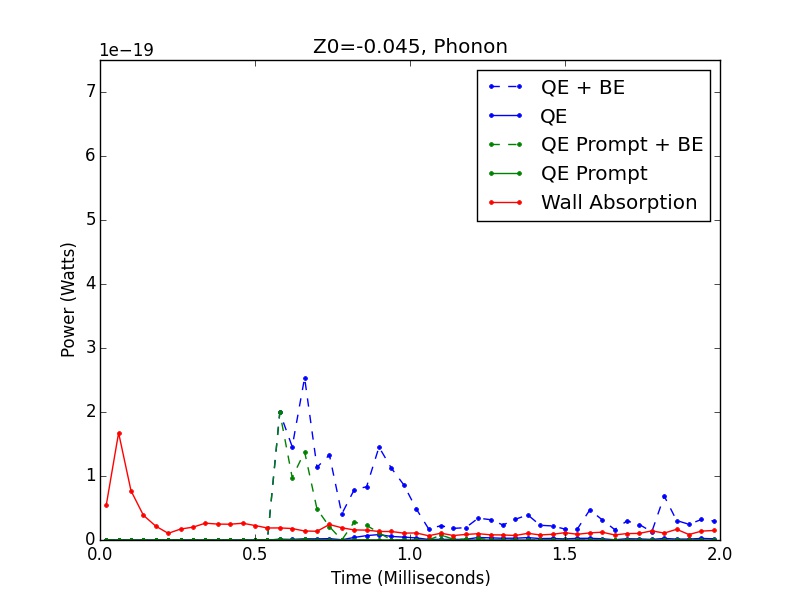 Z0=-0.045, Phonon
1e−19
7
6
5
4
3
2
1
0
Power (Watts)
QE + BE
QE
QE Prompt + BE
QE Prompt
Wall Absorption
0.0 0.5 1.0 1.5 2.0
Time (Milliseconds)